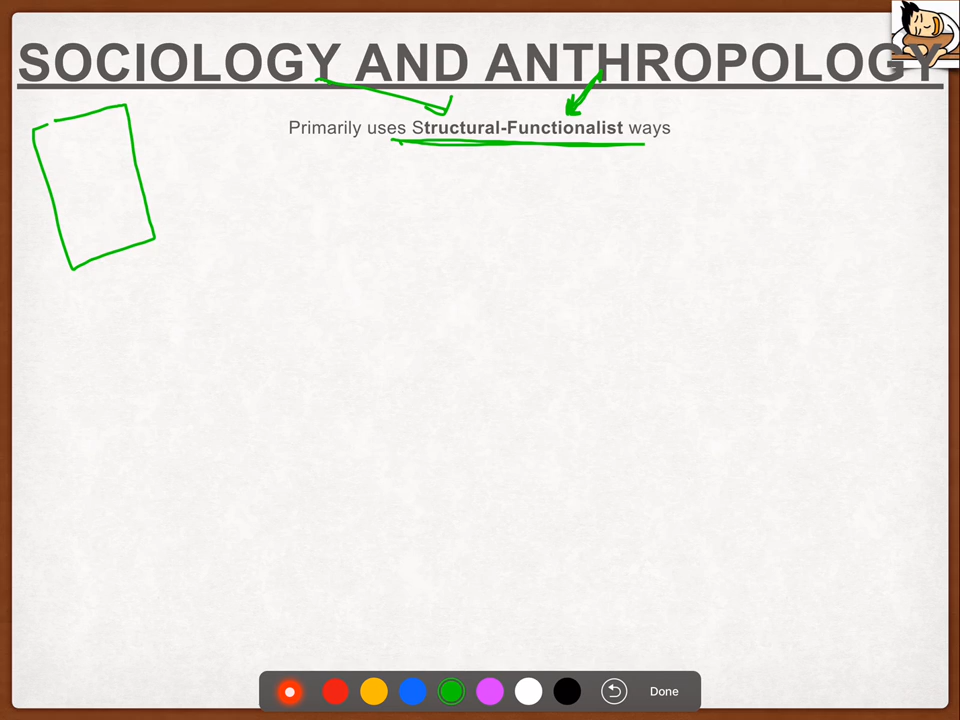 SOCIOLOGY AND ANTHROPOLOGY
Primarily uses Structural-Functionalist ways
Done